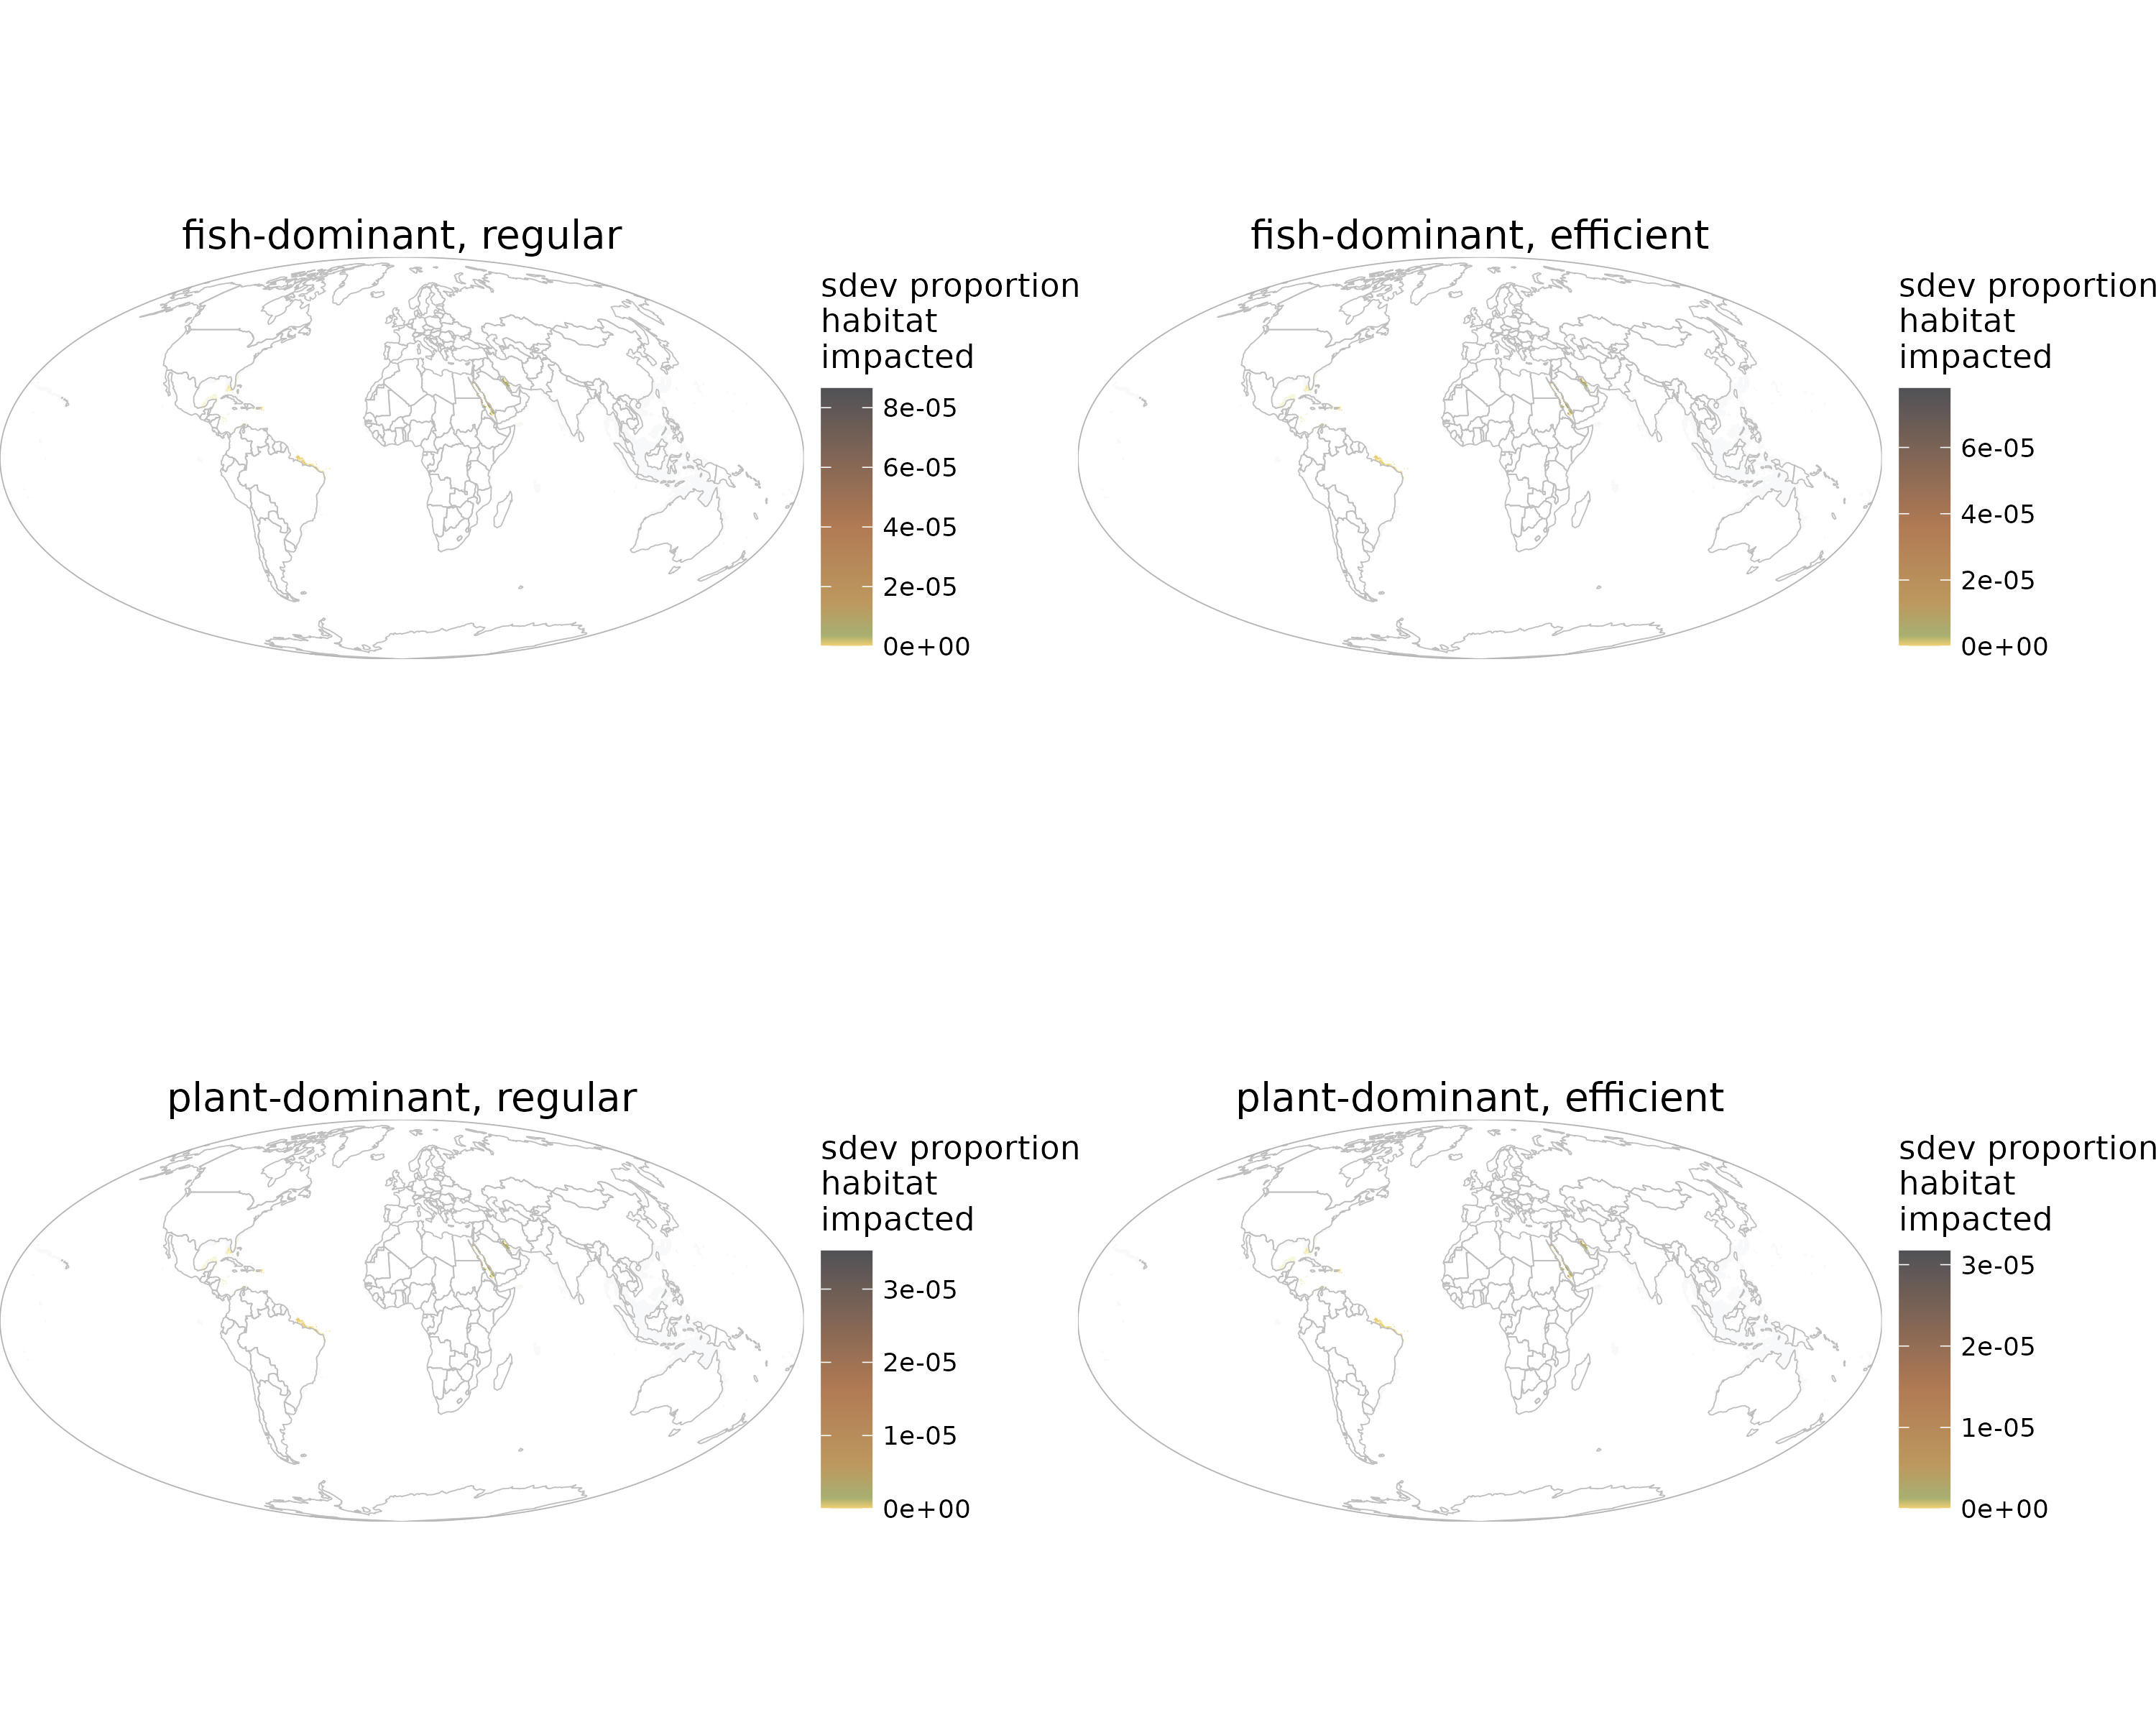 fish-dominant, regular
sdev proportion
habitat
impacted
8e-05
6e-05
4e-05
2e-05
0e+00
fish-dominant, efficient
sdev proportion
habitat
impacted
6e-05
4e-05
2e-05
0e+00
plant-dominant, regular
sdev proportion
habitat
impacted
3e-05
2e-05
1e-05
0e+00
plant-dominant, efficient
sdev proportion
habitat
impacted
3e-05
2e-05
1e-05
0e+00